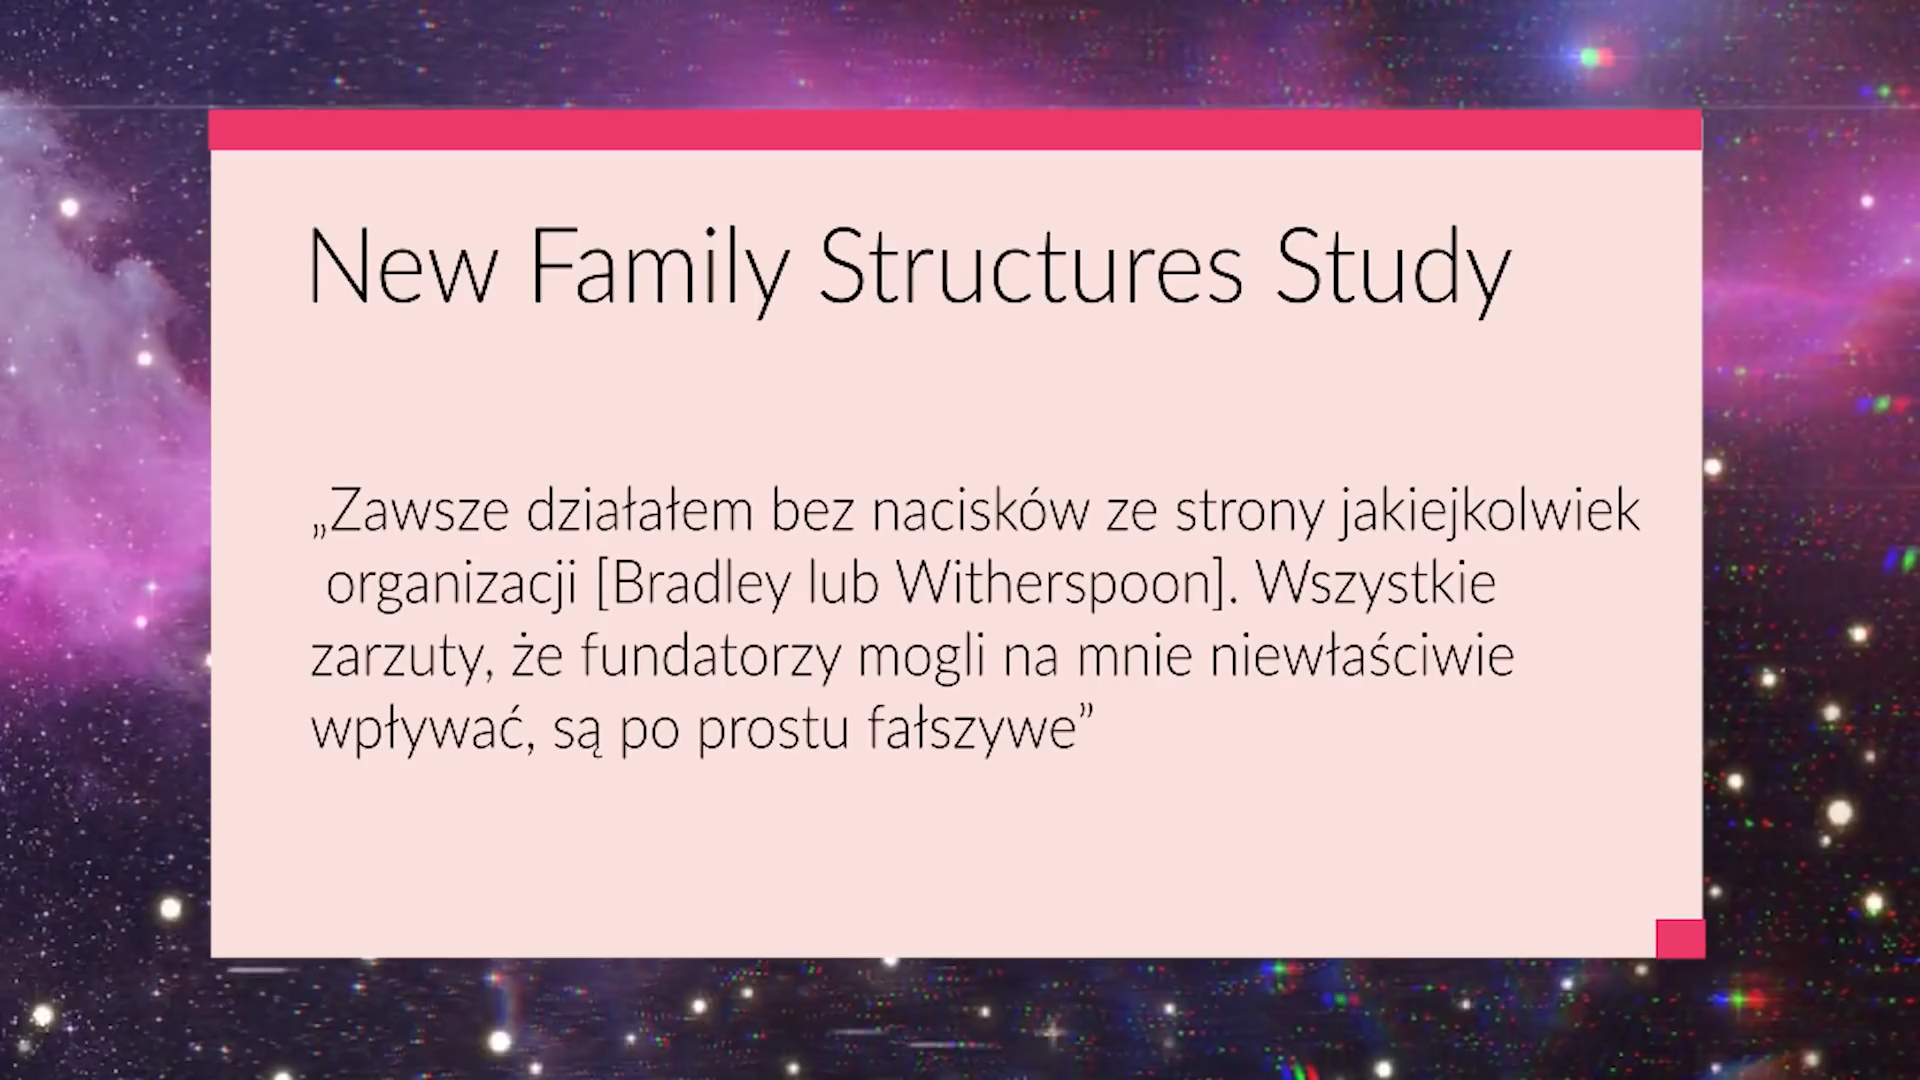 New Family Structures Study
„Zawsze działałem bez nacisków ze strony jakiejkolwiek
organizacji [Bradley lub Witherspoon]. Wszystkie
zarzuty, że fundatorzy mogli na mnie niewłaściwie
wpływać, są po prostu fałszywe”